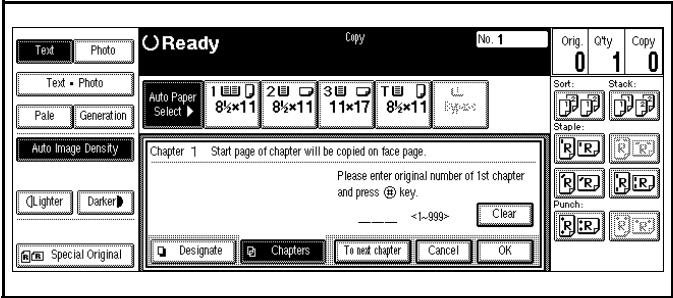 Text Photo
Text • Photo
Pale Generation
Auto Image Density
Lighter Darker
Special Original
Ready
Copy
No. 1
Orig. Q'ty Copy
0 1 0
Auto Paper
Select ▶
1
8½×11
2
8½×11
3
11×17
T
8½×11
Bypass
Chapter 1 Start page of chapter will be copied on face page.
Please enter original number of 1st chapter
and press (#) key.
___ <1~999>
Clear
Designate Chapters To next chapter Cancel OK
Sort: Stack:
Staple:
Punch: